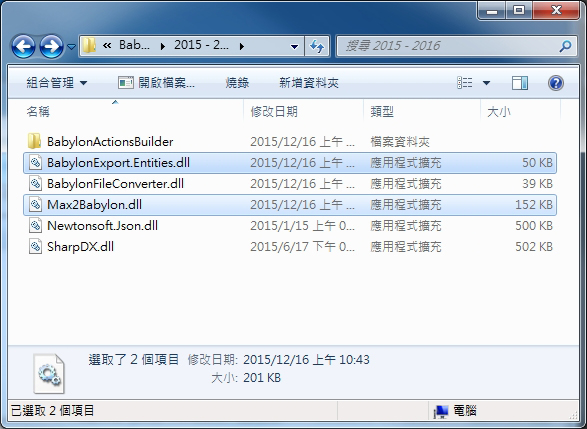 « Bab... ▸ 2015 - 2... ▸
搜尋 2015 - 2016
組合管理 開啟檔案... 燒錄 新增資料夾
名稱 修改日期 類型 大小
BabylonActionsBuilder 2015/12/16 上午 ... 檔案資料夾
BabylonExport.Entities.dll 2015/12/16 上午 ... 應用程式擴充 50 KB
BabylonFileConverter.dll 2015/12/16 上午 ... 應用程式擴充 39 KB
Max2Babylon.dll 2015/12/16 上午 ... 應用程式擴充 152 KB
Newtonsoft.Json.dll 2015/1/15 上午 0... 應用程式擴充 500 KB
SharpDX.dll 2015/6/17 下午 0... 應用程式擴充 502 KB
選取了 2 個項目 修改日期: 2015/12/16 上午 10:43
大小: 201 KB
已選取 2 個項目 電腦